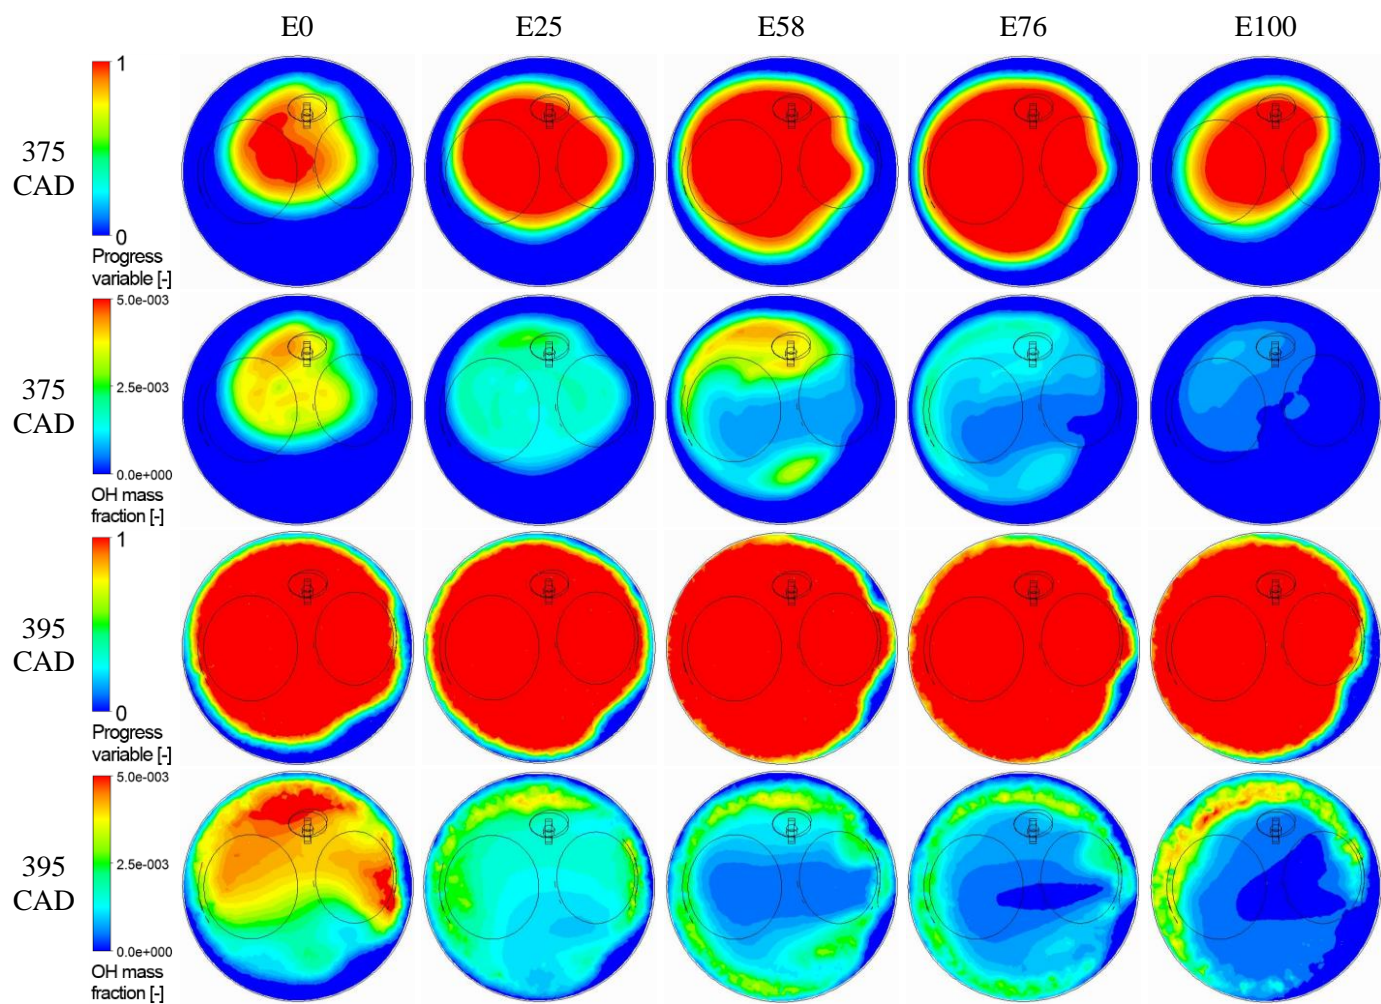 E0 E25 E58 E76 E100
1
375
CAD
0
Progress
variable [-]
5.0e-003
375
CAD
2.5e-003
0.0e+000
OH mass
fraction [-]
1
395
CAD
0
Progress
variable [-]
5.0e-003
395
CAD
2.5e-003
0.0e+000
OH mass
fraction [-]